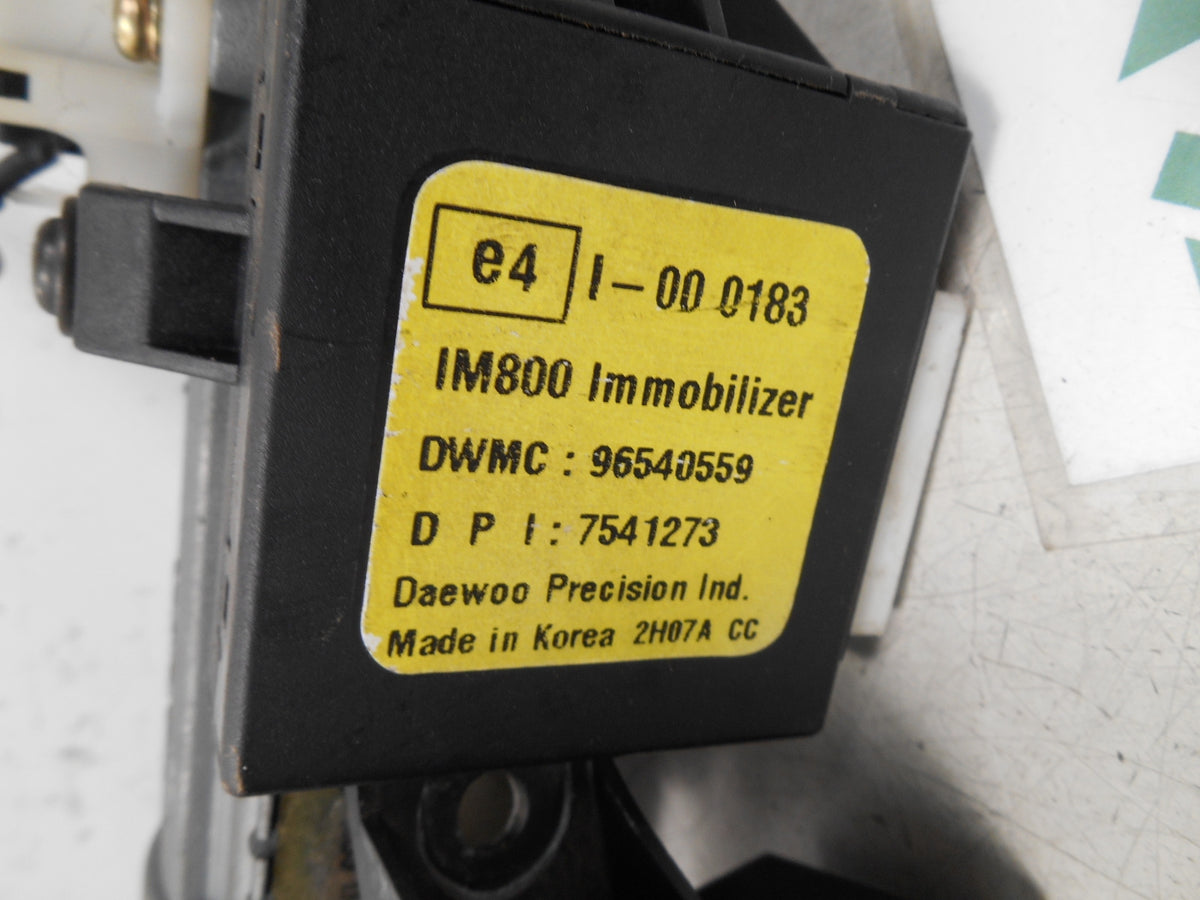 e4 I-00 0183
IM800 Immobilizer
DWMC : 96540559
D P I : 7541273
Daewoo Precision Ind.
Made in Korea 2H07A CC